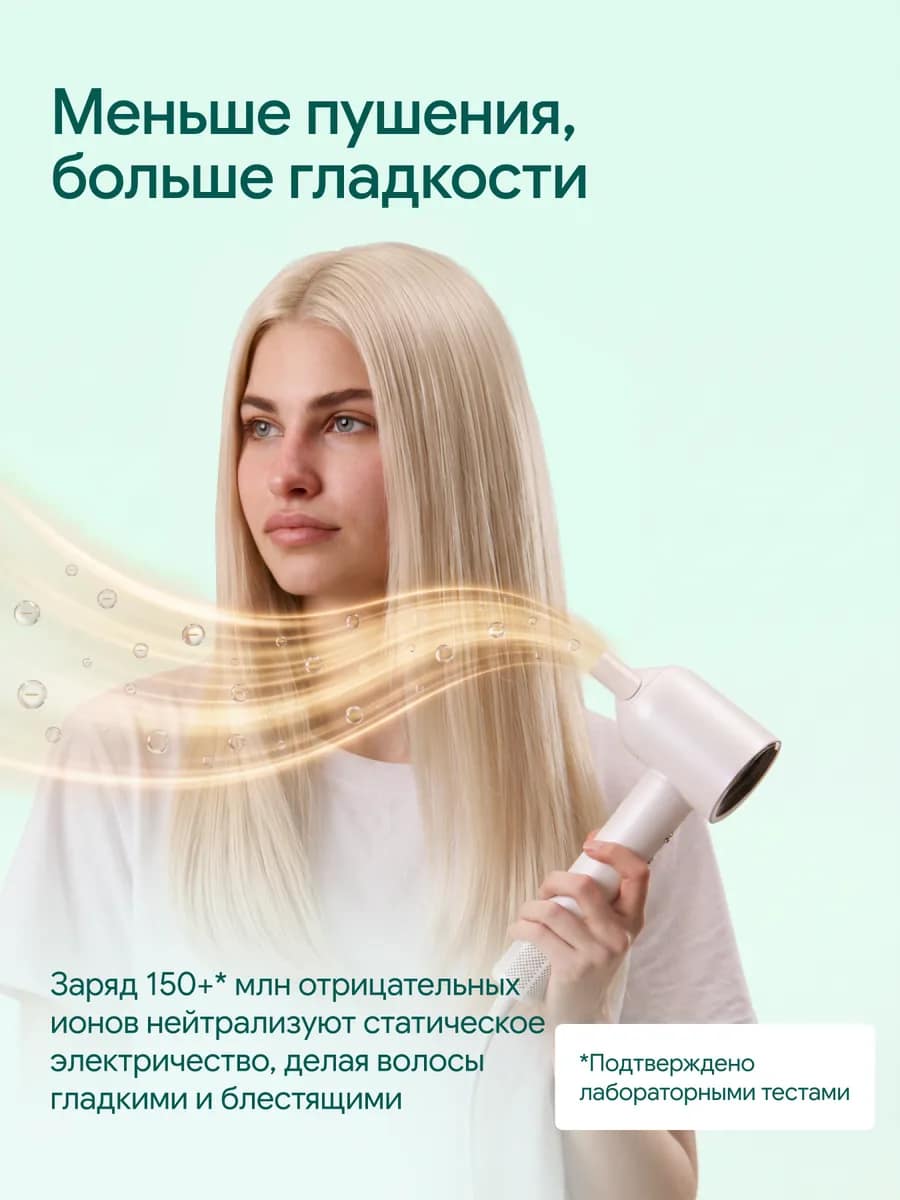 Меньше пушения,
больше гладкости
Заряд 150+* млн отрицательных
ионов нейтрализуют статическое
электричество, делая волосы
гладкими и блестящими
*Подтверждено
лабораторными тестами